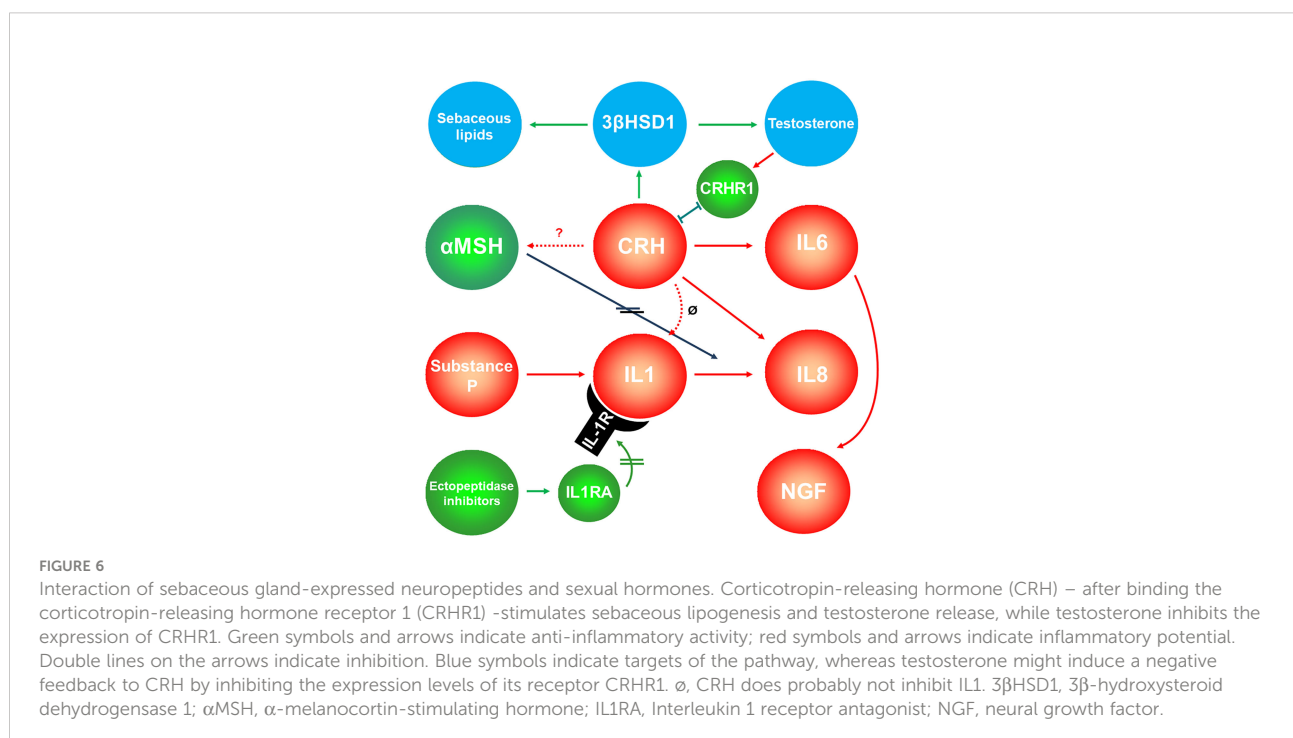 Sebaceous
lipids
3βHSD1
Testosterone
CRHR1
αMSH
?
CRH
IL6
ø
Substance
P
IL1
IL8
IL-1R
Ectopeptidase
inhibitors
IL1RA
NGF
FIGURE 6
Interaction of sebaceous gland-expressed neuropeptides and sexual hormones. Corticotropin-releasing hormone (CRH) – after binding the
corticotropin-releasing hormone receptor 1 (CRHR1) -stimulates sebaceous lipogenesis and testosterone release, while testosterone inhibits the
expression of CRHR1. Green symbols and arrows indicate anti-inflammatory activity; red symbols and arrows indicate inflammatory potential.
Double lines on the arrows indicate inhibition. Blue symbols indicate targets of the pathway, whereas testosterone might induce a negative
feedback to CRH by inhibiting the expression levels of its receptor CRHR1. ø, CRH does probably not inhibit IL1. 3βHSD1, 3β-hydroxysteroid
dehydrogensase 1; αMSH, α-melanocortin-stimulating hormone; IL1RA, Interleukin 1 receptor antagonist; NGF, neural growth factor.